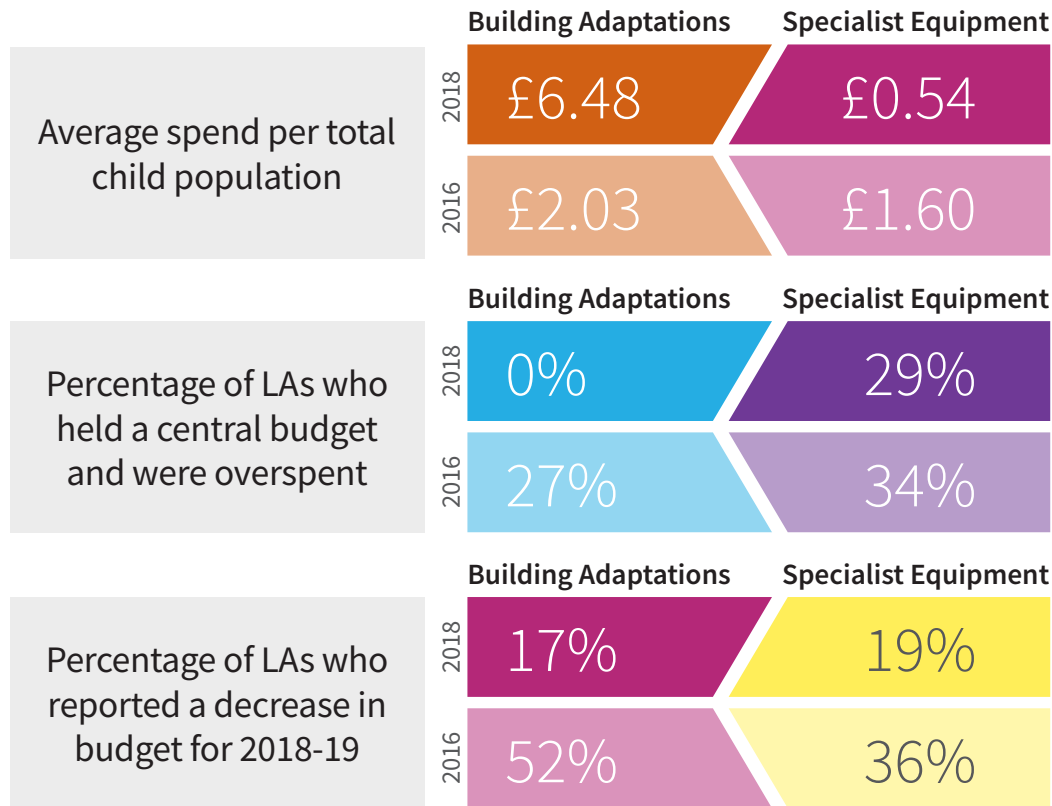 Building Adaptations Specialist Equipment
Average spend per total
child population
2018 £6.48 £0.54
2016 £2.03 £1.60
Building Adaptations Specialist Equipment
Percentage of LAs who
held a central budget
and were overspent
2018 0% 29%
2016 27% 34%
Building Adaptations Specialist Equipment
Percentage of LAs who
reported a decrease in
budget for 2018-19
2018 17% 19%
2016 52% 36%